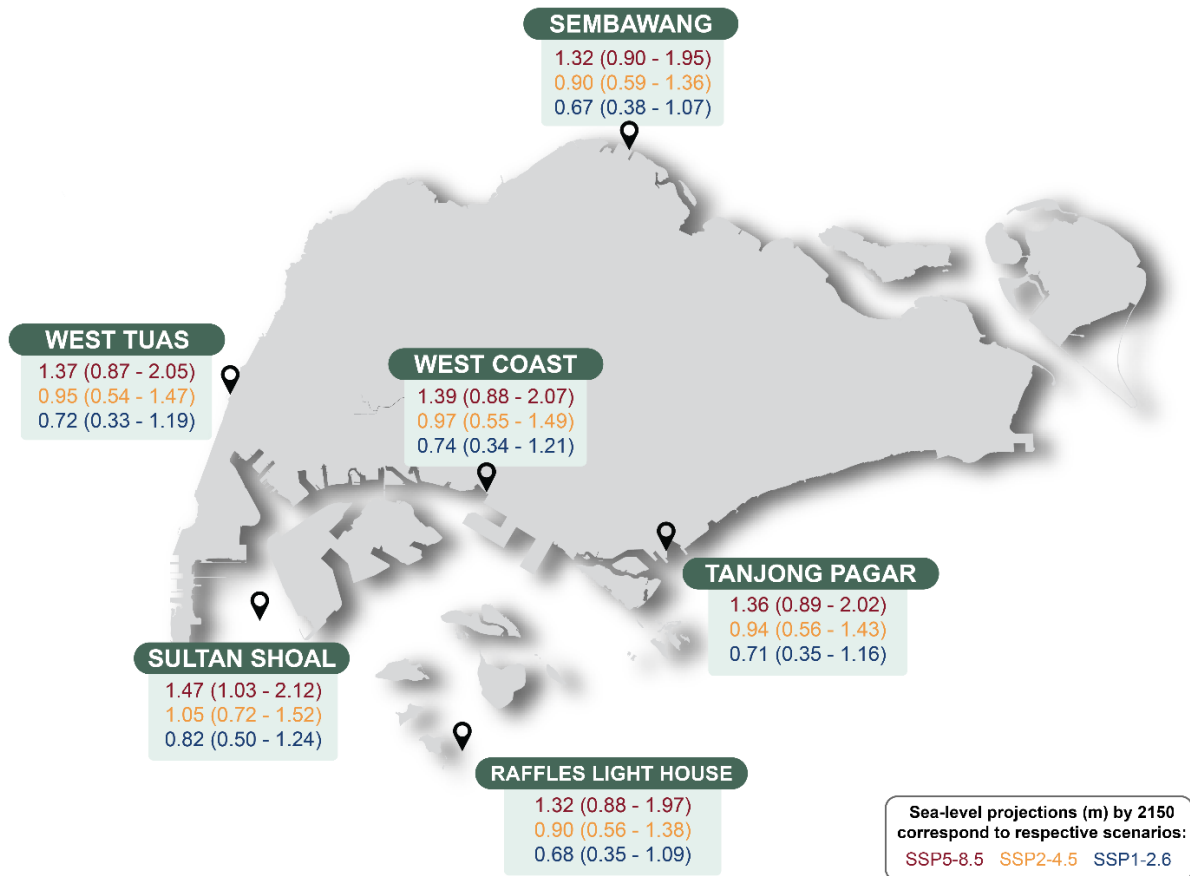 SEMBAWANG
1.32 (0.90 - 1.95)
0.90 (0.59 - 1.36)
0.67 (0.38 - 1.07)
WEST TUAS
1.37 (0.87 - 2.05)
0.95 (0.54 - 1.47)
0.72 (0.33 - 1.19)
WEST COAST
1.39 (0.88 - 2.07)
0.97 (0.55 - 1.49)
0.74 (0.34 - 1.21)
TANJONG PAGAR
1.36 (0.89 - 2.02)
0.94 (0.56 - 1.43)
0.71 (0.35 - 1.16)
SULTAN SHOAL
1.47 (1.03 - 2.12)
1.05 (0.72 - 1.52)
0.82 (0.50 - 1.24)
RAFFLES LIGHT HOUSE
1.32 (0.88 - 1.97)
0.90 (0.56 - 1.38)
0.68 (0.35 - 1.09)
Sea-level projections (m) by 2150
correspond to respective scenarios:
SSP5-8.5 SSP2-4.5 SSP1-2.6